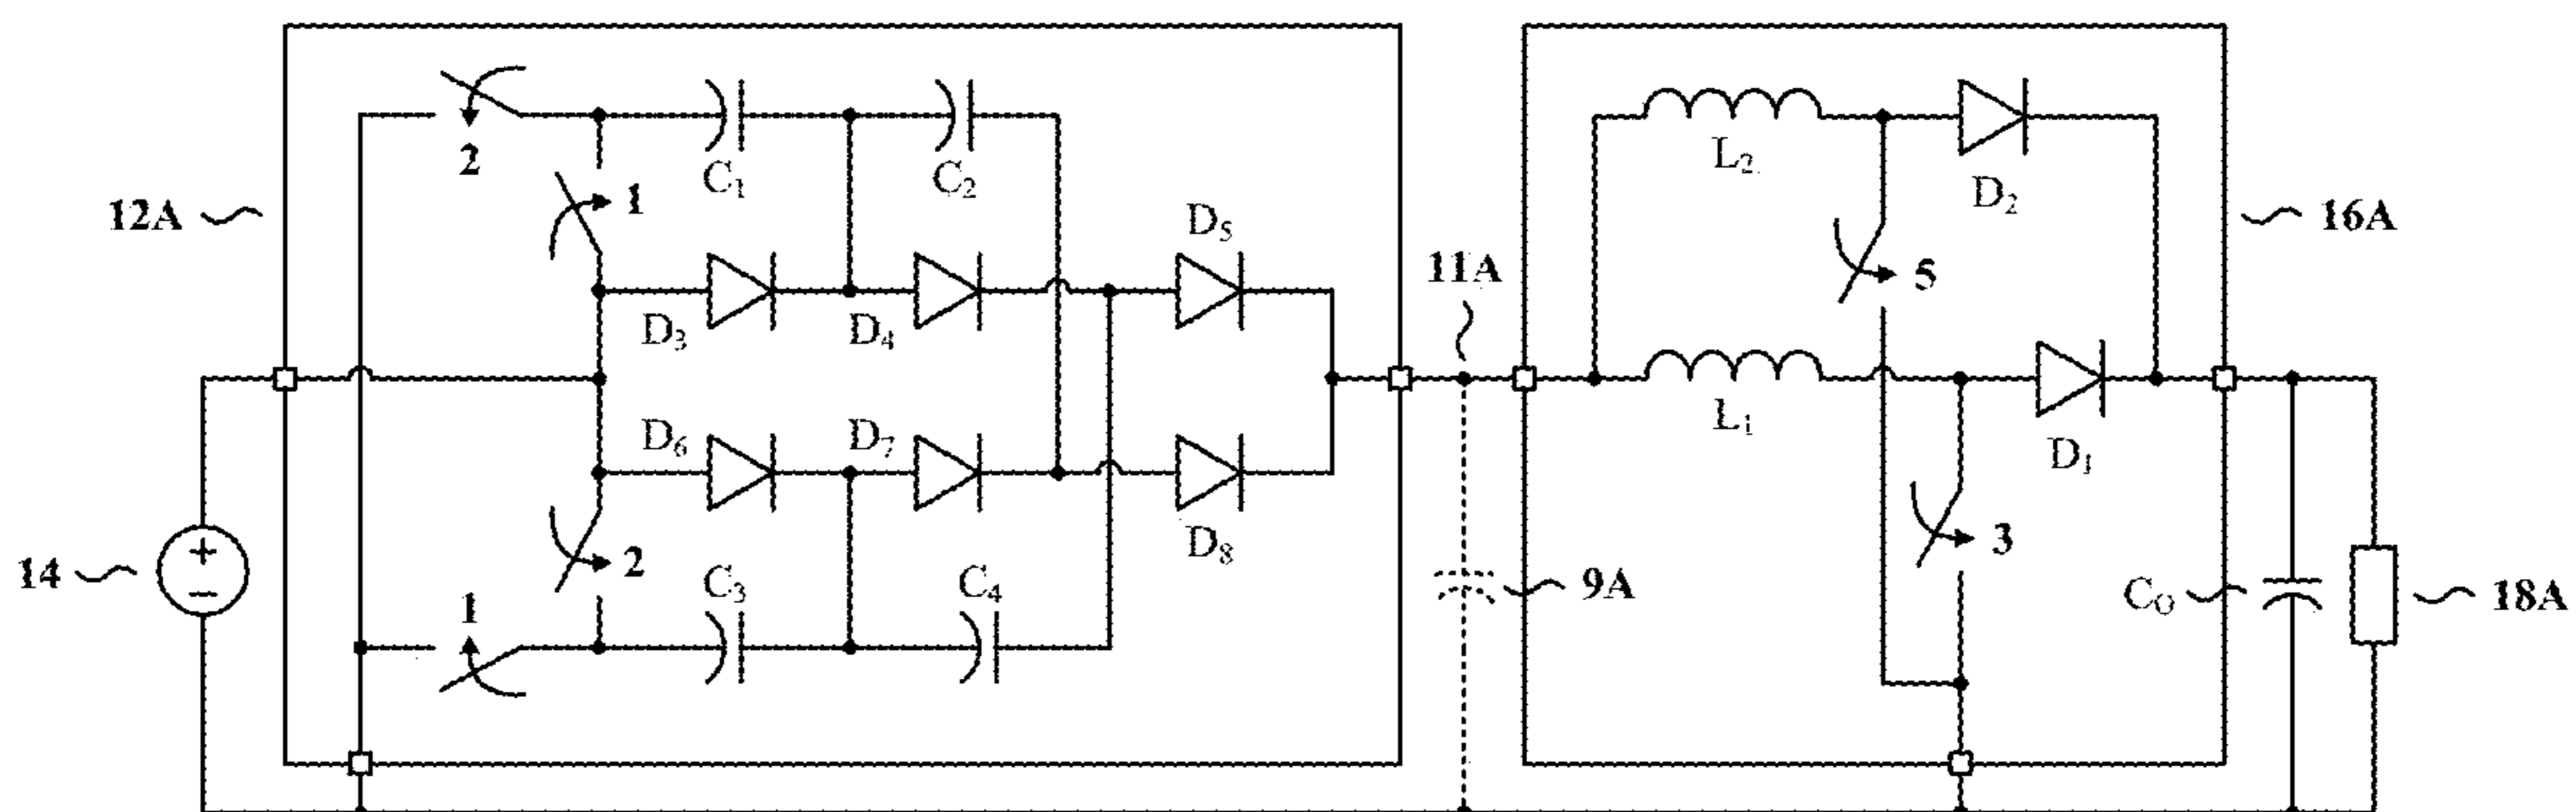 2
C₁
C₂
L₂
D₂
12A
1
D₅
16A
11A
5
D₃
D₄
D₆
D₇
L₁
D₁
14
2
D₈
3
1
C₃
C₄
9A
C_O
18A